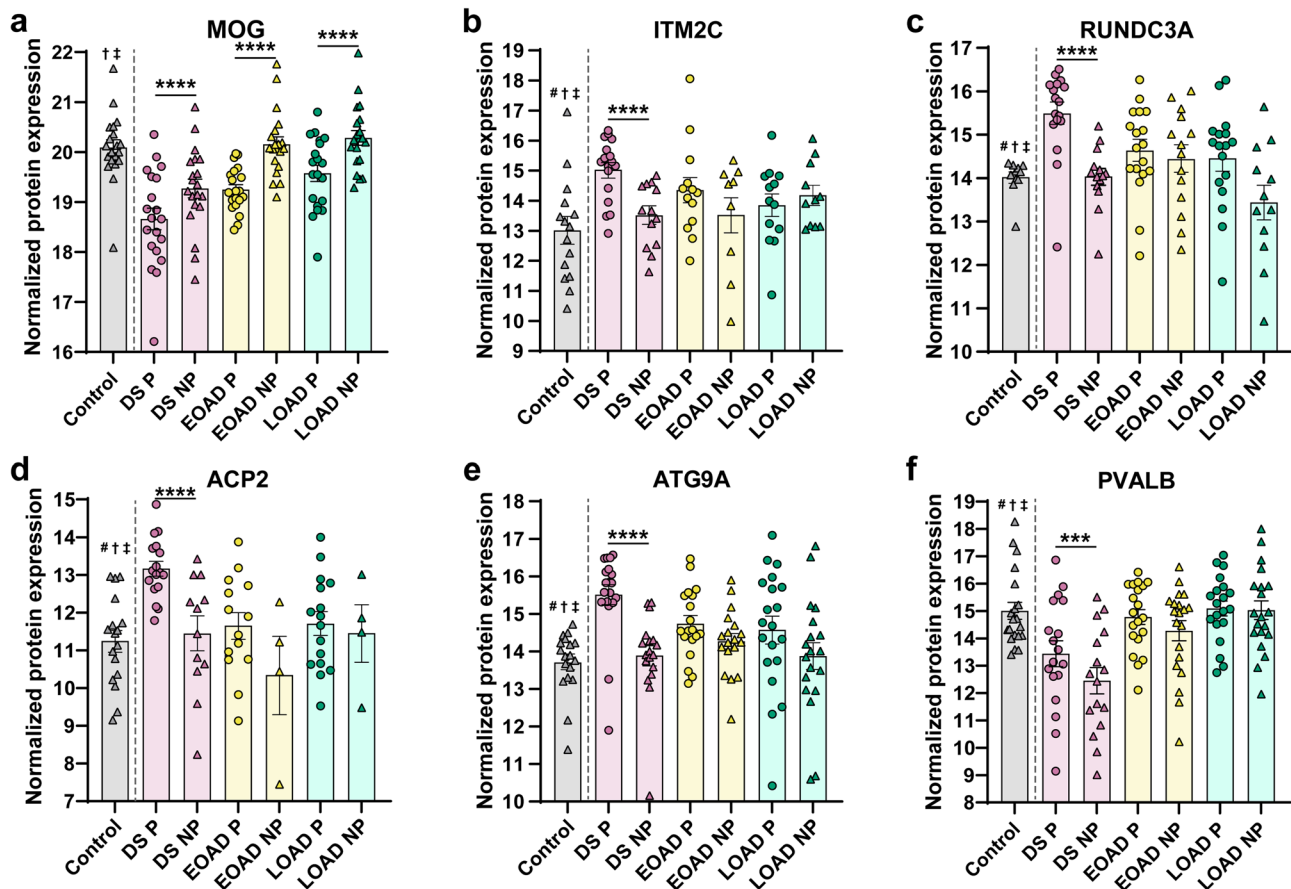 a
MOG
Normalized protein expression
22
21
20
19
18
17
16
†‡
****
****
****
Control
DS P
DS NP
EOAD P
EOAD NP
LOAD P
LOAD NP
b
ITM2C
Normalized protein expression
19
18
17
16
15
14
13
12
11
10
9
#†‡
****
Control
DS P
DS NP
EOAD P
EOAD NP
LOAD P
LOAD NP
c
RUNDC3A
Normalized protein expression
16
15
14
13
12
11
10
#†‡
****
Control
DS P
DS NP
EOAD P
EOAD NP
LOAD P
LOAD NP
d
ACP2
Normalized protein expression
15
14
13
12
11
10
9
8
7
#†‡
****
Control
DS P
DS NP
EOAD P
EOAD NP
LOAD P
LOAD NP
e
ATG9A
Normalized protein expression
18
17
16
15
14
13
12
11
10
#†‡
****
Control
DS P
DS NP
EOAD P
EOAD NP
LOAD P
LOAD NP
f
PVALB
Normalized protein expression
19
18
17
16
15
14
13
12
11
10
9
8
#†‡
***
Control
DS P
DS NP
EOAD P
EOAD NP
LOAD P
LOAD NP